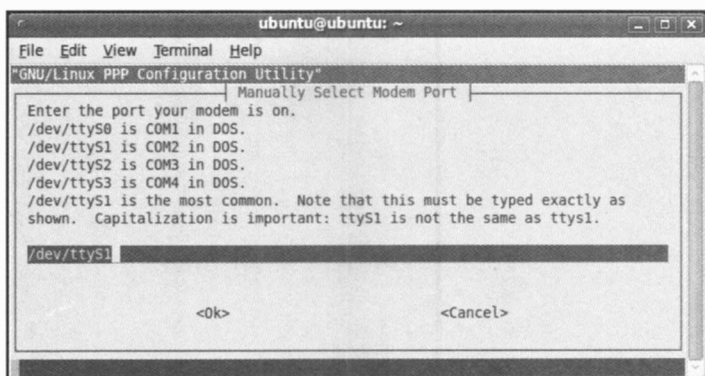 ubuntu@ubuntu: ~
File Edit View Terminal Help
"GNU/Linux PPP Configuration Utility"
Manually Select Modem Port
Enter the port your modem is on.
/dev/ttyS0 is COM1 in DOS.
/dev/ttyS1 is COM2 in DOS.
/dev/ttyS2 is COM3 in DOS.
/dev/ttyS3 is COM4 in DOS.
/dev/ttyS1 is the most common. Note that this must be typed exactly as
shown. Capitalization is important: ttyS1 is not the same as ttys1.
/dev/ttyS1
<Ok> <Cancel>